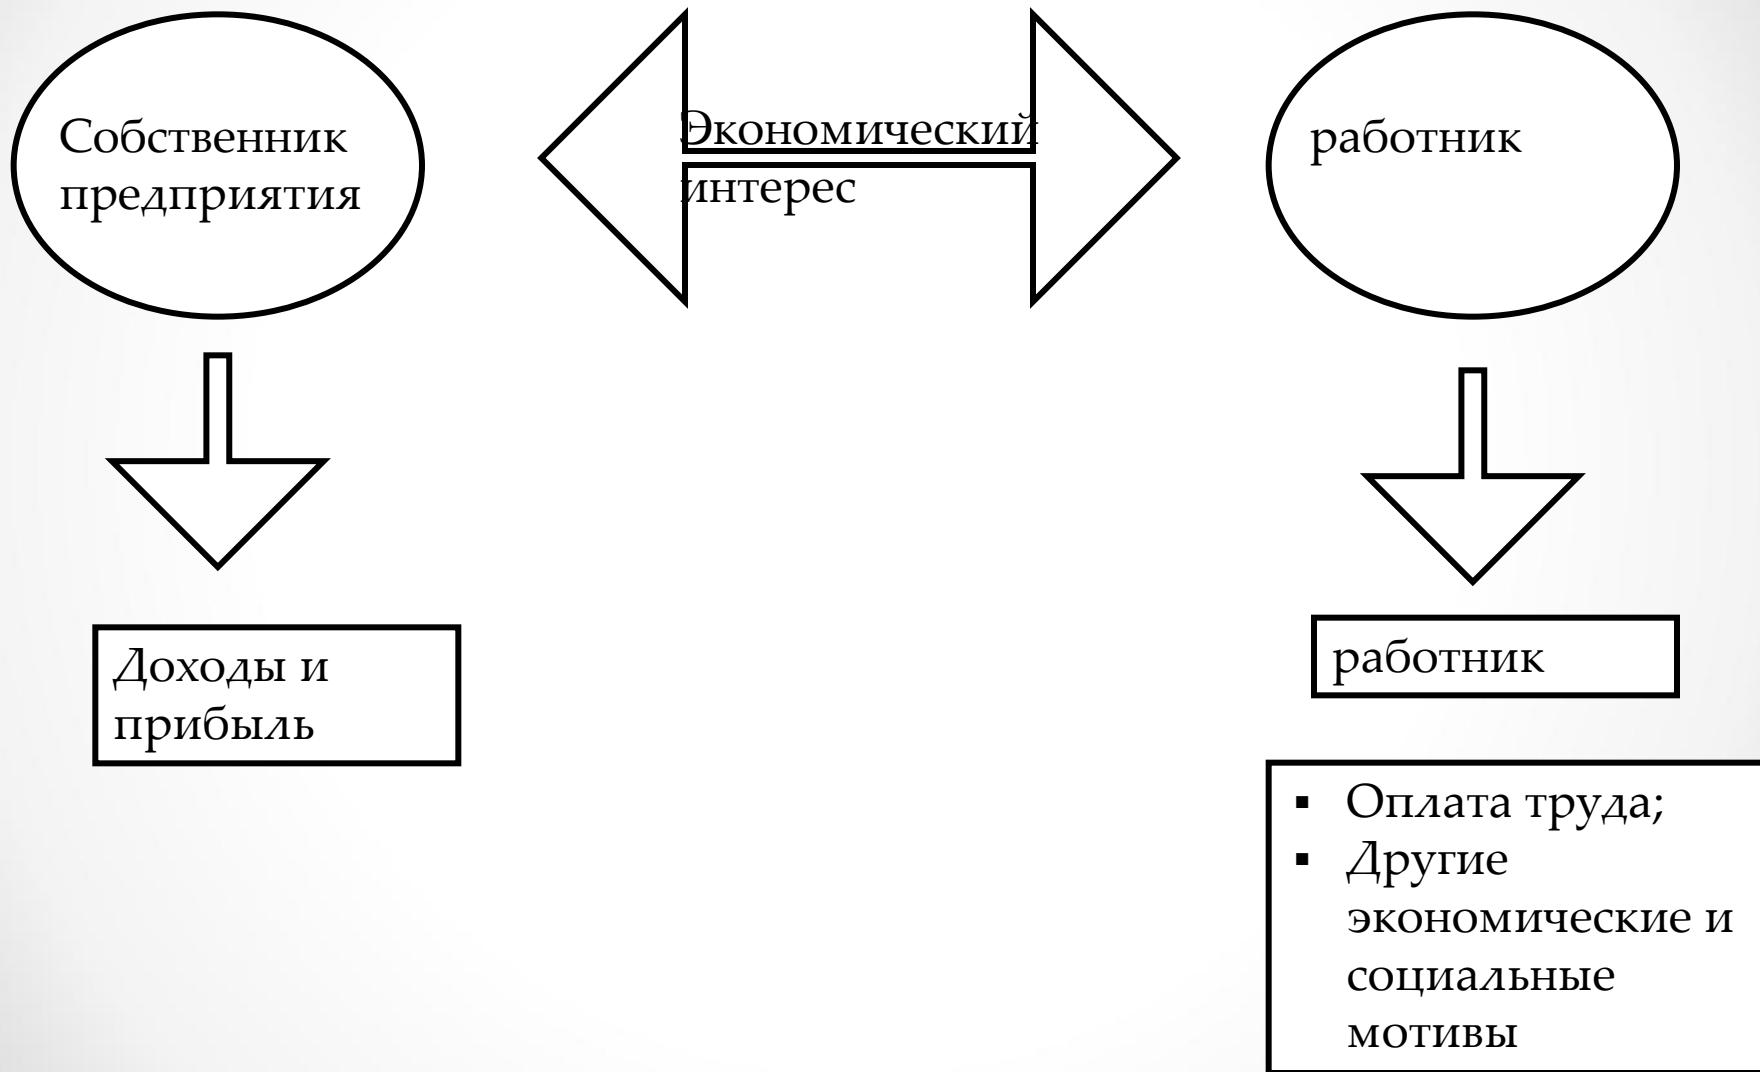 Собственник
предприятия
Экономический
интерес
работник
Доходы и
прибыль
работник
▪ Оплата труда;
▪ Другие
экономические и
социальные
мотивы